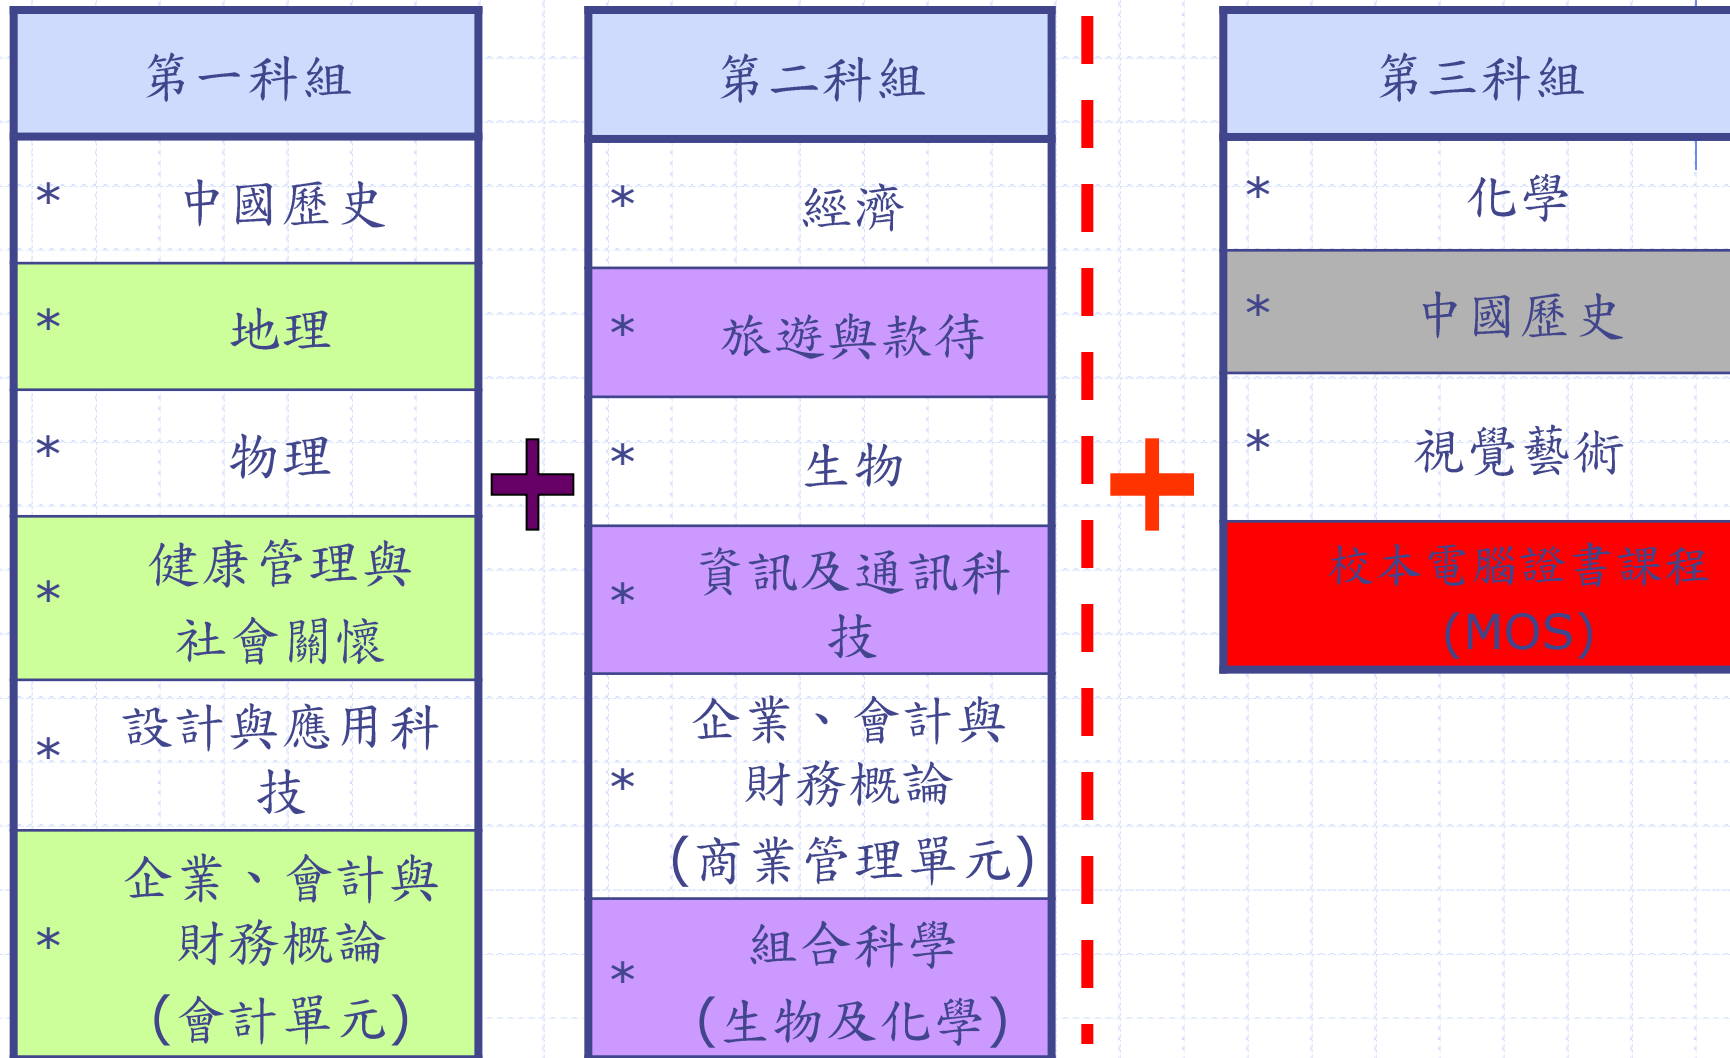 第一科組
* 中國歷史
* 地理
* 物理
* 健康管理與
社會關懷
* 設計與應用科
技
* 企業、會計與
財務概論
(會計單元)
第二科組
* 經濟
* 旅遊與款待
* 生物
* 資訊及通訊科
技
* 企業、會計與
財務概論
(商業管理單元)
* 組合科學
(生物及化學)
第三科組
* 化學
* 中國歷史
* 視覺藝術
校本電腦證書課程
(MOS)